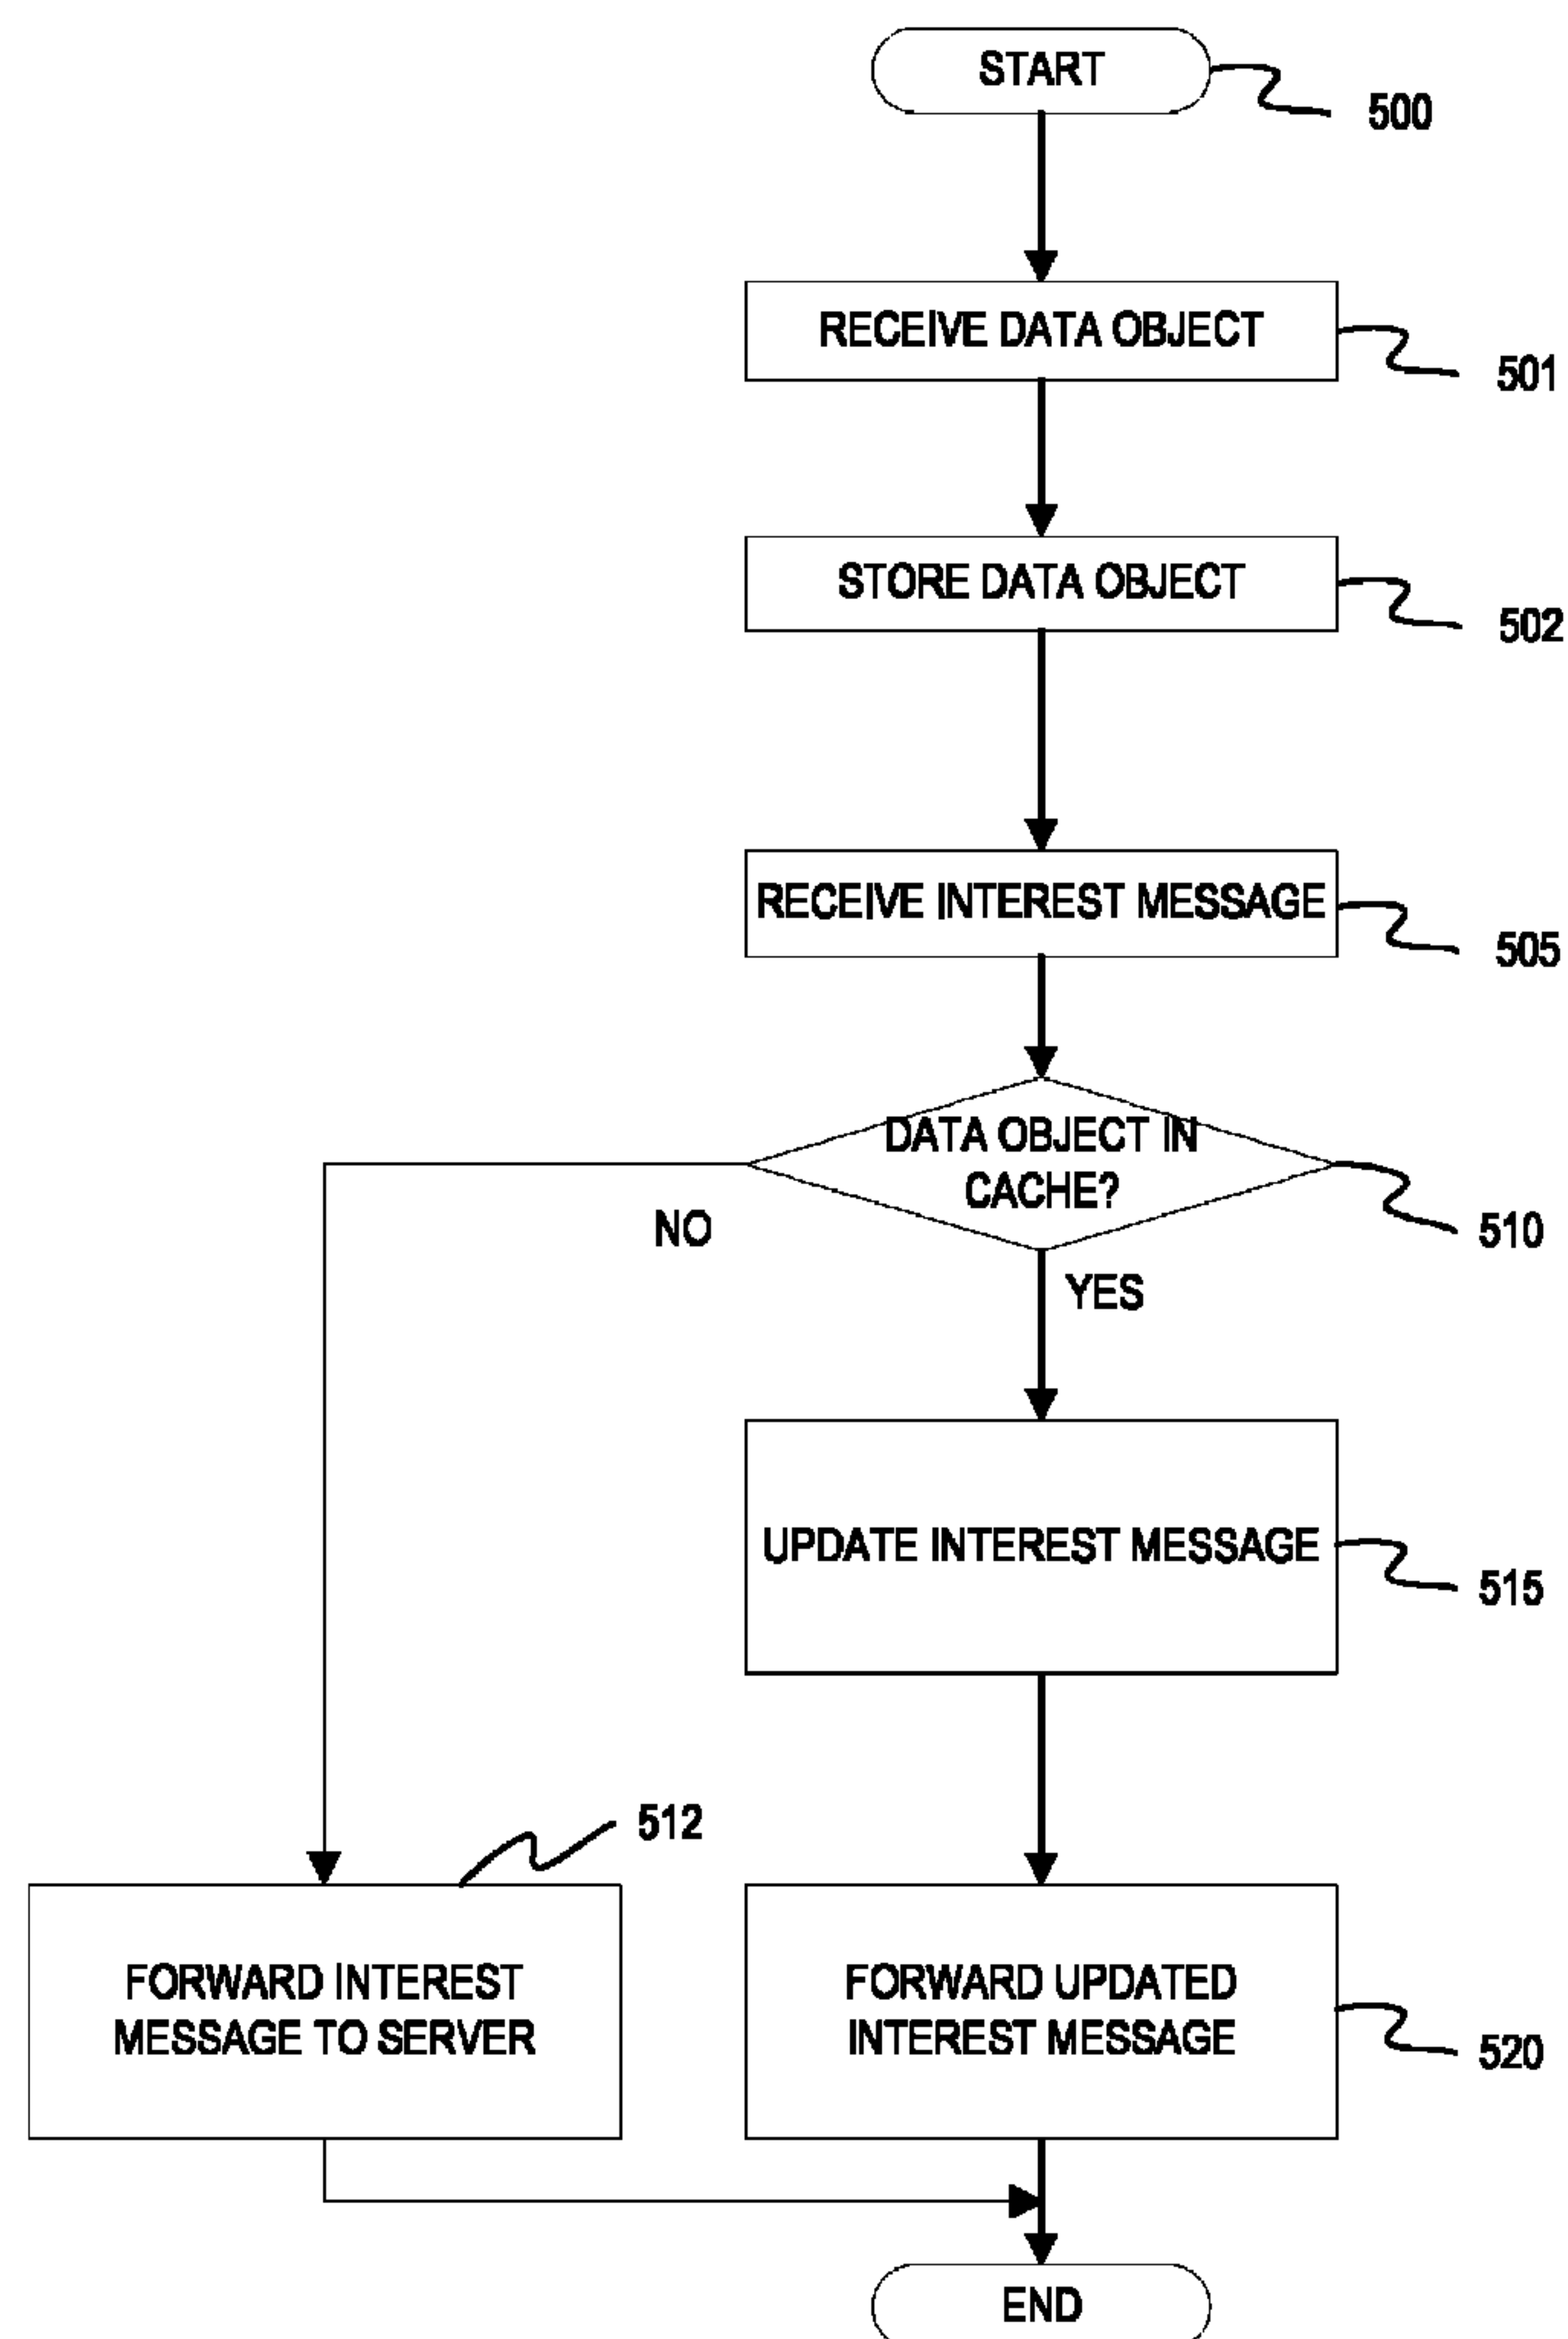 START
500
RECEIVE DATA OBJECT
501
STORE DATA OBJECT
502
RECEIVE INTEREST MESSAGE
505
DATA OBJECT IN
CACHE?
510
NO
YES
UPDATE INTEREST MESSAGE
515
512
FORWARD INTEREST
MESSAGE TO SERVER
FORWARD UPDATED
INTEREST MESSAGE
520
END